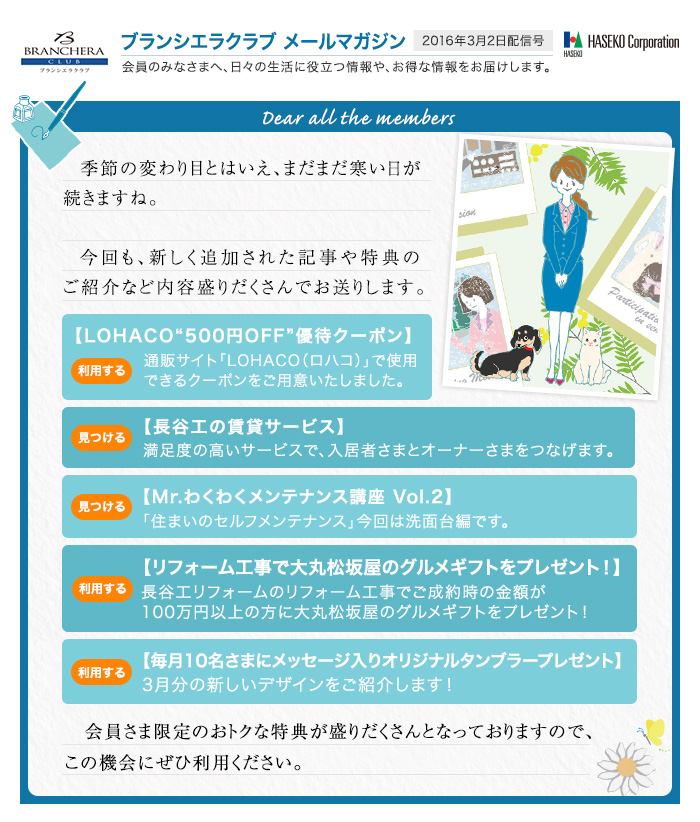 BRANCHERA
CLUB
ブランシエラクラブ
ブランシエラクラブ メールマガジン
2016年3月2日配信号
HASEKO
HASEKO Corporation
会員のみなさまへ、日々の生活に役立つ情報や、お得な情報をお届けします。
Dear all the members
季節の変わり目とはいえ、まだまだ寒い日が
続きますね。
今回も、新しく追加された記事や特典の
ご紹介など内容盛りだくさんでお送りします。
【LOHACO“500円OFF”優待クーポン】
利用する
通販サイト「LOHACO（ロハコ）」で使用
できるクーポンをご用意いたしました。
見つける
【長谷工の賃貸サービス】
満足度の高いサービスで、入居者さまとオーナーさまをつなげます。
見つける
【Mr.わくわくメンテナンス講座 Vol.2】
「住まいのセルフメンテナンス」今回は洗面台編です。
利用する
【リフォーム工事で大丸松坂屋のグルメギフトをプレゼント！】
長谷工リフォームのリフォーム工事でご成約時の金額が
100万円以上の方に大丸松坂屋のグルメギフトをプレゼント！
利用する
【毎月10名さまにメッセージ入りオリジナルタンブラープレゼント】
3月分の新しいデザインをご紹介します！
会員さま限定のおトクな特典が盛りだくさんとなっておりますので、
この機会にぜひ利用ください。